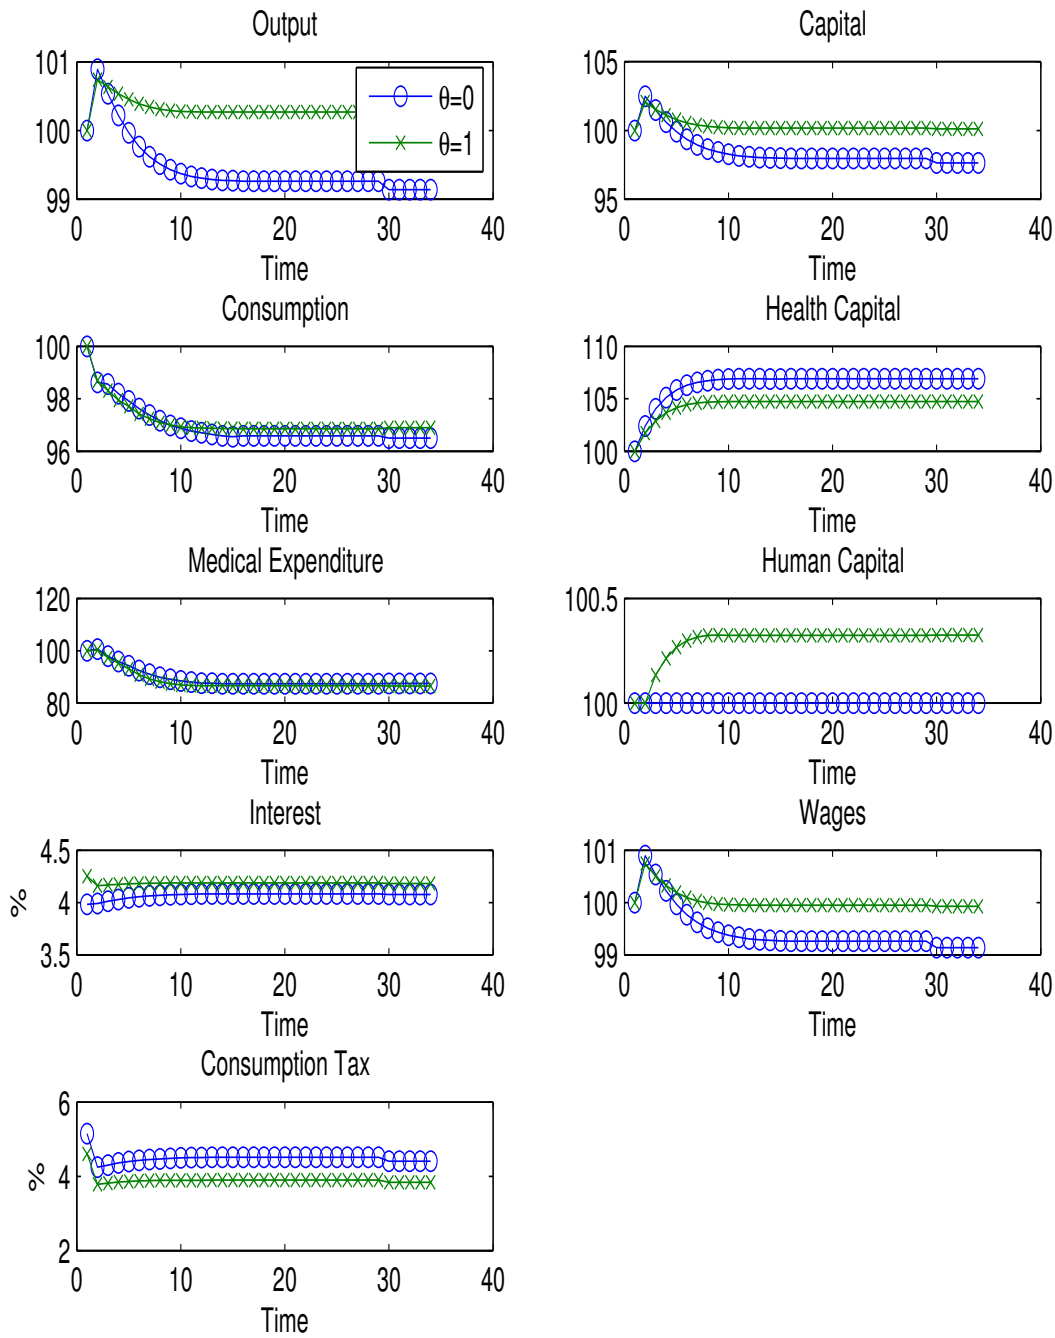 Output
101
100
99
0 10 20 30 40
Time
θ=0
θ=1
Capital
105
100
95
0 10 20 30 40
Time
Consumption
100
98
96
0 10 20 30 40
Time
Health Capital
110
105
100
0 10 20 30 40
Time
Medical Expenditure
120
100
80
0 10 20 30 40
Time
Human Capital
100.5
100
0 10 20 30 40
Time
Interest
4.5
4
3.5
%
0 10 20 30 40
Time
Wages
101
100
99
0 10 20 30 40
Time
Consumption Tax
6
4
2
%
0 10 20 30 40
Time